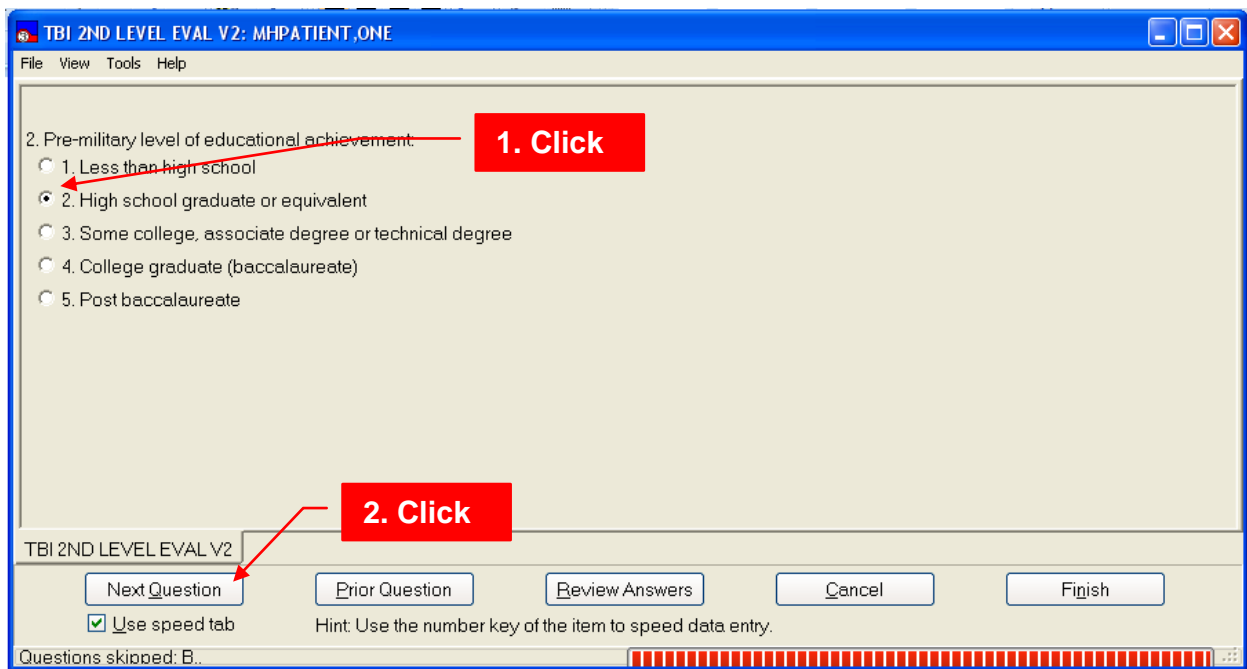 TBI 2ND LEVEL EVAL V2: MHPATIENT,ONE
File View Tools Help
2. Pre-military level of educational achievement:
1. Click
1. Less than high school
2. High school graduate or equivalent
3. Some college, associate degree or technical degree
4. College graduate (baccalaureate)
5. Post baccalaureate
2. Click
TBI 2ND LEVEL EVAL V2
Next Question Prior Question Review Answers Cancel Finish
Use speed tab Hint: Use the number key of the item to speed data entry.
Questions skipped: B..